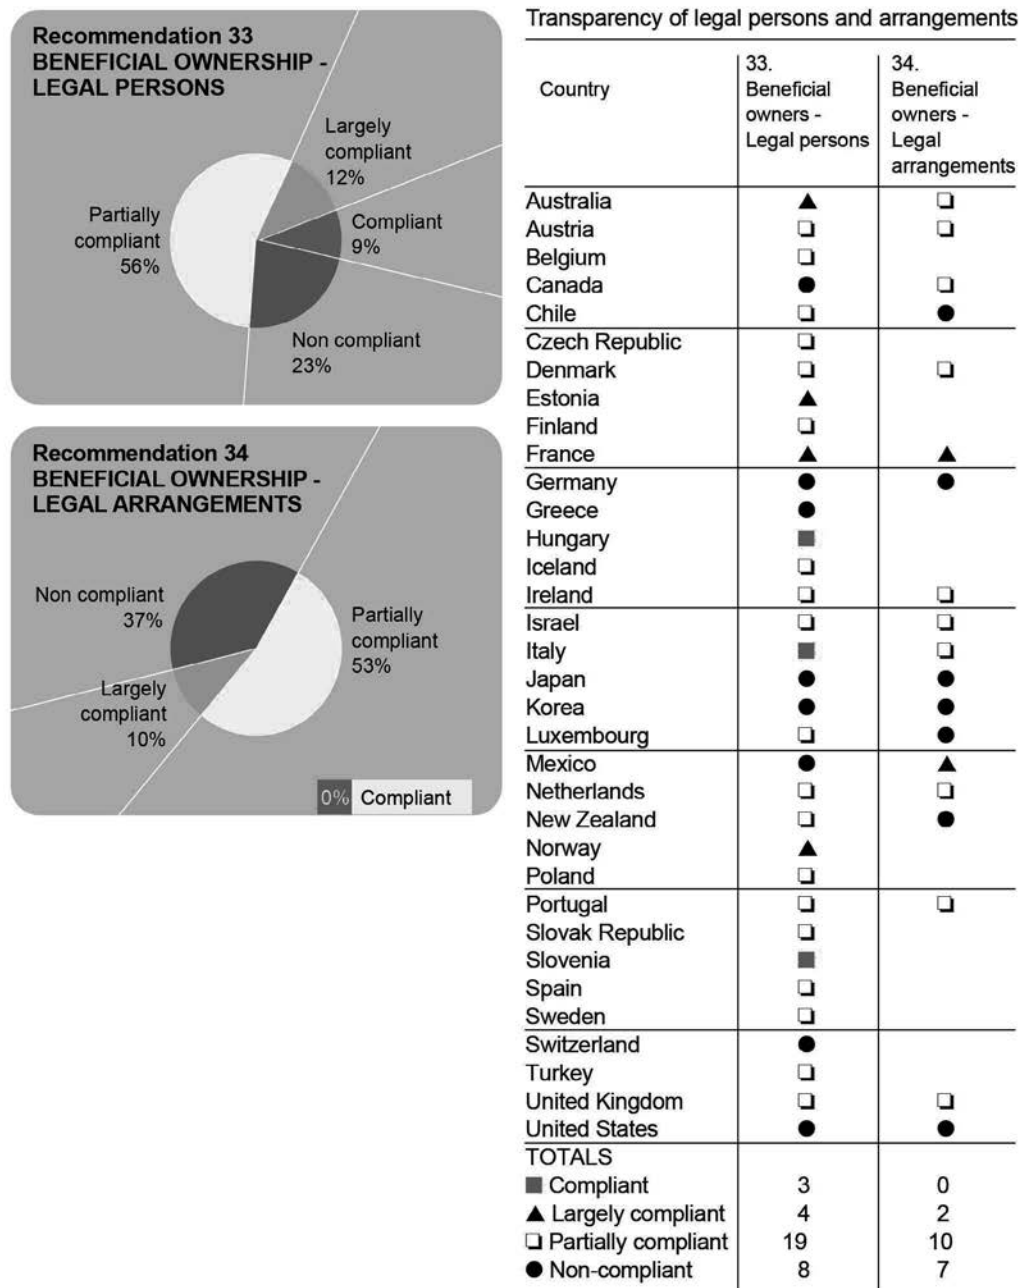 Recommendation 33
BENEFICIAL OWNERSHIP -
LEGAL PERSONS
Largely
compliant
12%
Partially
compliant
56%
Compliant
9%
Non compliant
23%
Recommendation 34
BENEFICIAL OWNERSHIP -
LEGAL ARRANGEMENTS
Non compliant
37%
Partially
compliant
53%
Largely
compliant
10%
0% Compliant
Transparency of legal persons and arrangements
Country
33.
Beneficial
owners -
Legal persons
34.
Beneficial
owners -
Legal
arrangements
Australia ▲ ❏
Austria ❏ ❏
Belgium ❏
Canada ● ❏
Chile ❏ ●
Czech Republic ❏
Denmark ❏ ❏
Estonia ▲
Finland ❏
France ▲ ▲
Germany ● ●
Greece ●
Hungary ■
Iceland ❏
Ireland ❏ ❏
Israel ❏ ❏
Italy ■ ❏
Japan ● ●
Korea ● ●
Luxembourg ❏ ●
Mexico ● ▲
Netherlands ❏ ❏
New Zealand ❏ ●
Norway ▲
Poland ❏
Portugal ❏ ❏
Slovak Republic ❏
Slovenia ■
Spain ❏
Sweden ❏
Switzerland ●
Turkey ❏
United Kingdom ❏ ❏
United States ● ●
TOTALS
■ Compliant 3 0
▲ Largely compliant 4 2
❏ Partially compliant 19 10
● Non-compliant 8 7